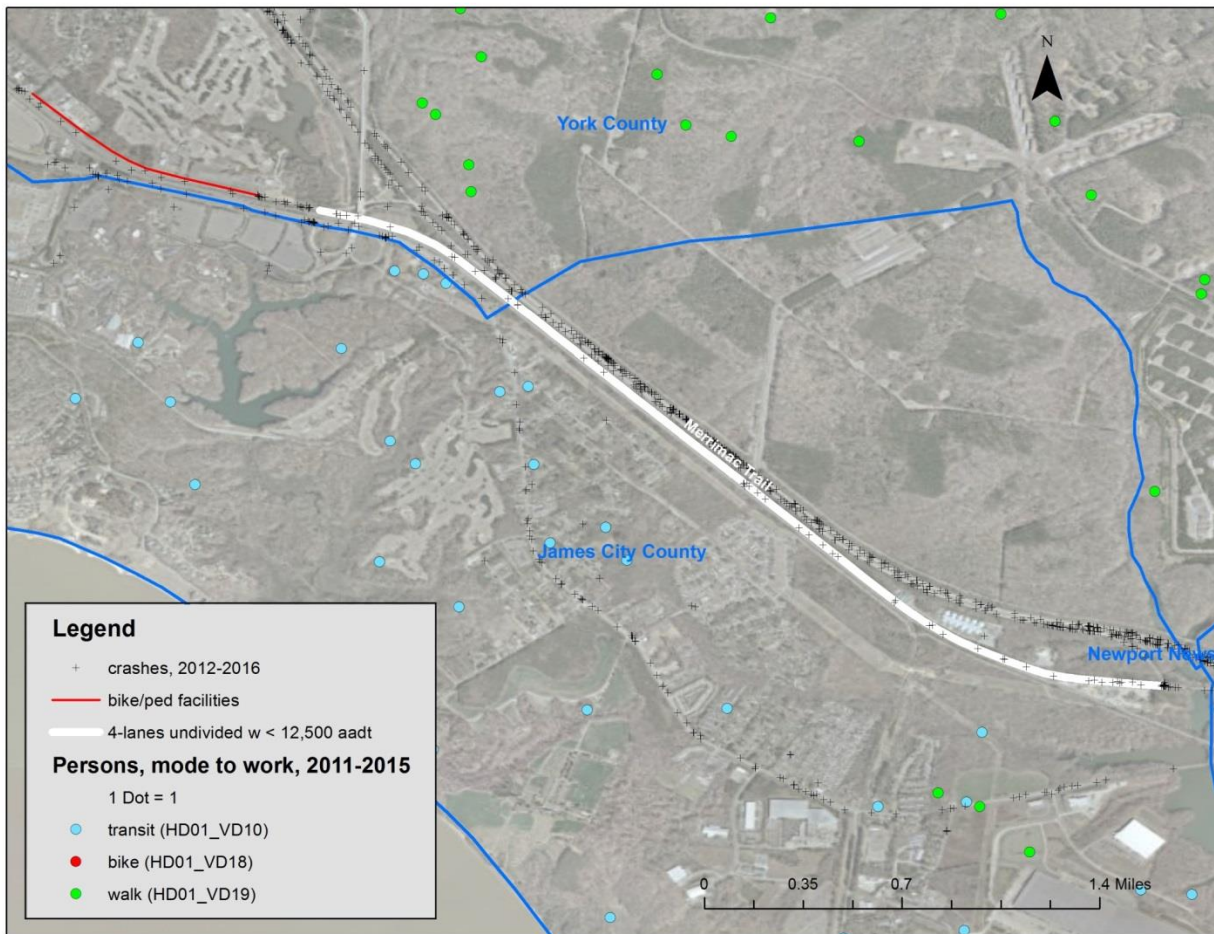 N
York County
Merrimac Trail
James City County
Newport News
Legend
crashes, 2012-2016
bike/ped facilities
4-lanes undivided w < 12,500 aadt
Persons, mode to work, 2011-2015
1 Dot = 1
transit (HD01_VD10)
bike (HD01_VD18)
walk (HD01_VD19)
0 0.35 0.7 1.4 Miles